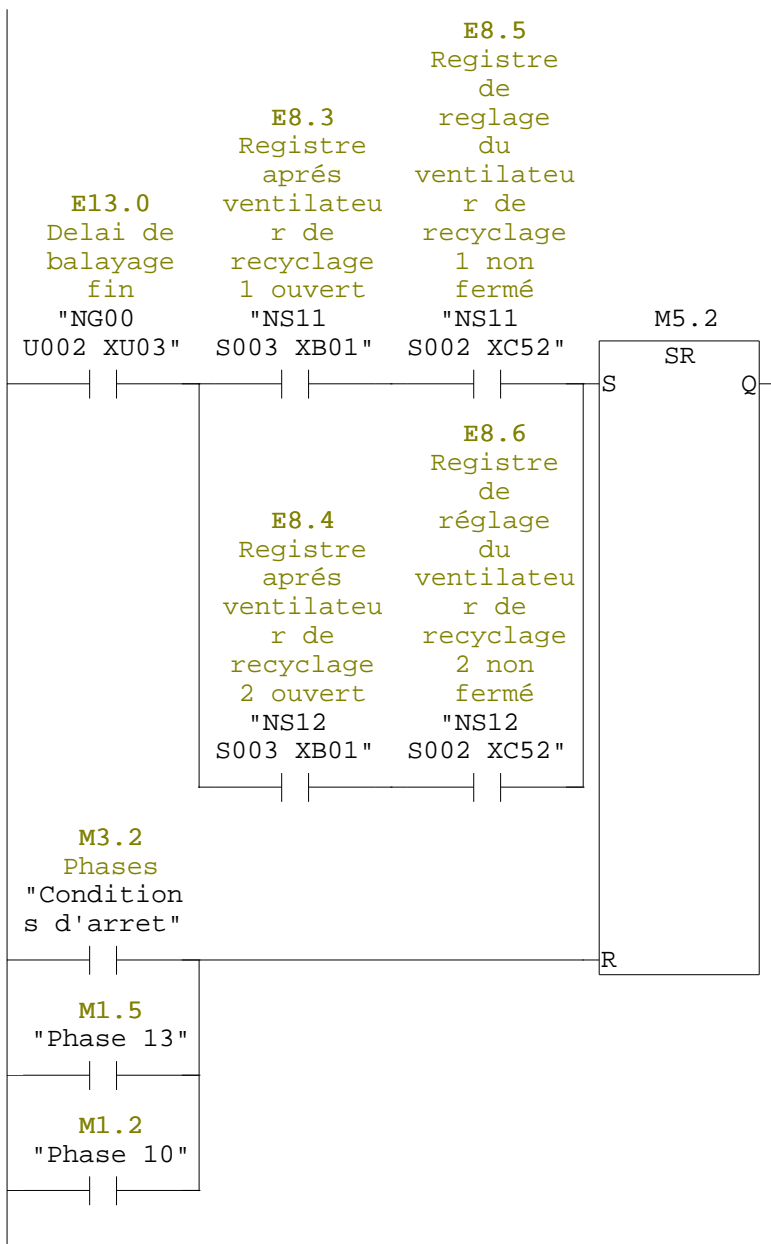 E8.5
Registre
de
reglage
du
ventilateu
r de
recyclage
1 non
fermé
"NS11
S002 XC52"
E8.3
Registre
aprés
ventilateu
r de
recyclage
1 ouvert
"NS11
S003 XB01"
E13.0
Delai de
balayage
fin
"NG00
U002 XU03"
M5.2
SR
S
Q
E8.6
Registre
de
réglage
du
ventilateu
r de
recyclage
2 non
fermé
"NS12
S002 XC52"
E8.4
Registre
aprés
ventilateu
r de
recyclage
2 ouvert
"NS12
S003 XB01"
M3.2
Phases
"Condition
s d'arret"
R
M1.5
"Phase 13"
M1.2
"Phase 10"